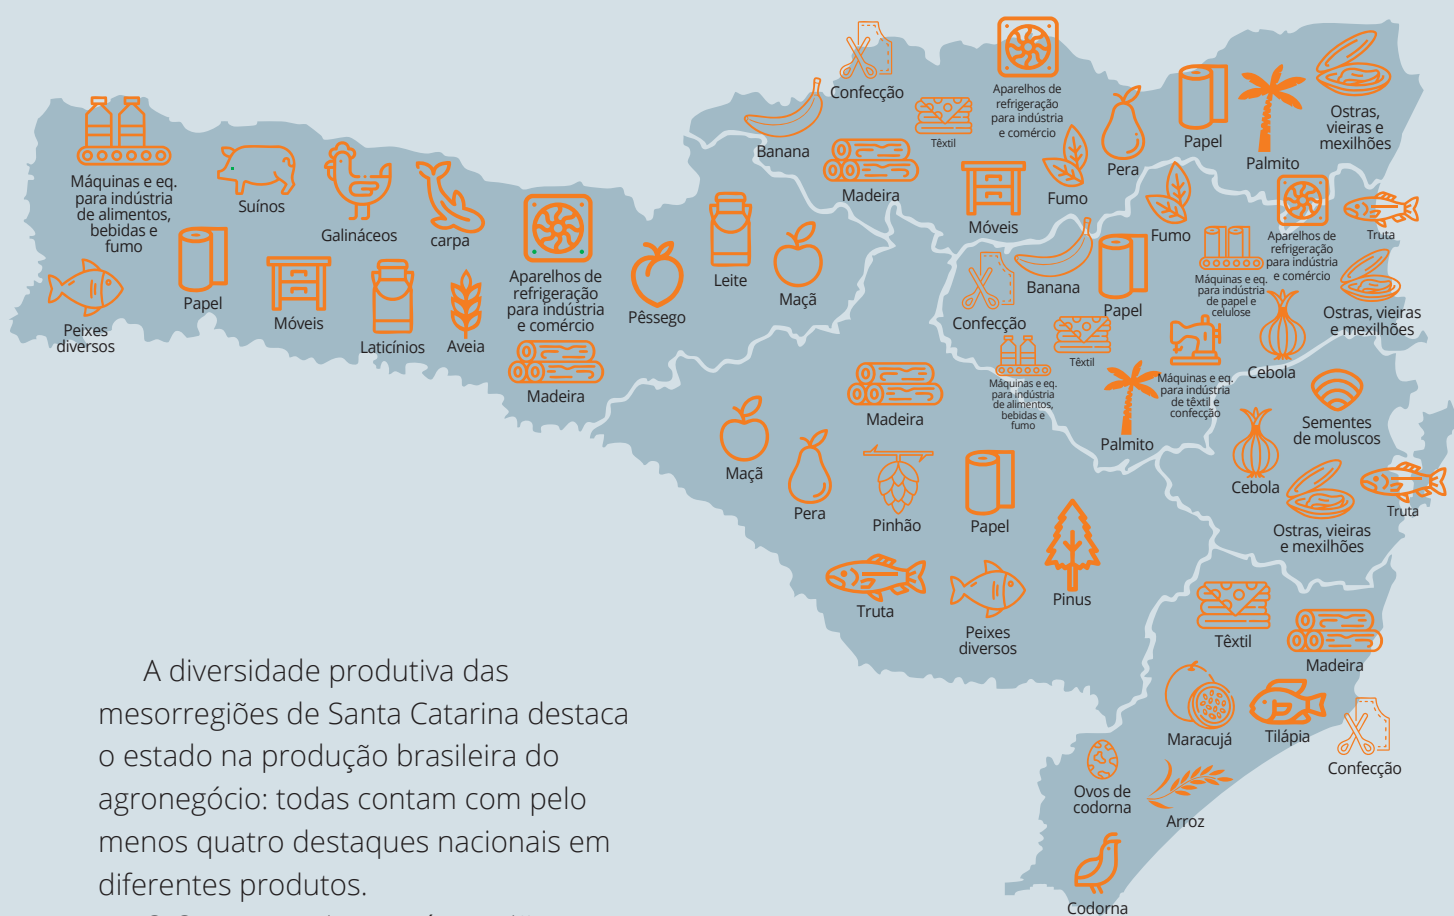 Confecção
Aparelhos de
refrigeração
para indústria
e comércio
Banana
Têxtil
Madeira
Móveis
Fumo
Pera
Papel
Palmito
Ostras,
vieiras e
mexilhões
Máquinas e eq.
para indústria
de alimentos,
bebidas e
fumo
Suínos
Galináceos
carpa
Peixes
diversos
Papel
Móveis
Laticínios
Aveia
Aparelhos de
refrigeração
para indústria
e comércio
Madeira
Pêssego
Leite
Maçã
Fumo
Aparelhos de
refrigeração
para indústria
e comércio
Truta
Banana
Confecção
Papel
Máquinas e eq.
para indústria
de papel e
celulose
Ostras, vieiras
e mexilhões
Têxtil
Máquinas e eq.
para indústria
de alimentos,
bebidas e
fumo
Palmito
Máquinas e eq.
para indústria
de têxtil e
confecção
Cebola
Madeira
Maçã
Pera
Pinhão
Papel
Truta
Peixes
diversos
Pinus
Sementes
de moluscos
Cebola
Ostras, vieiras
e mexilhões
Truta
Têxtil
Madeira
Maracujá
Tilápia
Confecção
Ovos de
codorna
Arroz
Codorna
A diversidade produtiva das
mesorregiões de Santa Catarina destaca
o estado na produção brasileira do
agronegócio: todas contam com pelo
menos quatro destaques nacionais em
diferentes produtos.